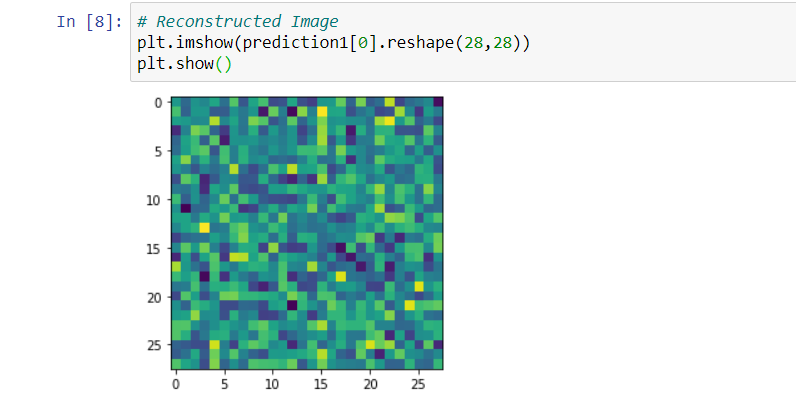 In [8]: # Reconstructed Image
plt.imshow(prediction1[0].reshape(28,28))
plt.show()
0
5
10
15
20
25
0 5 10 15 20 25